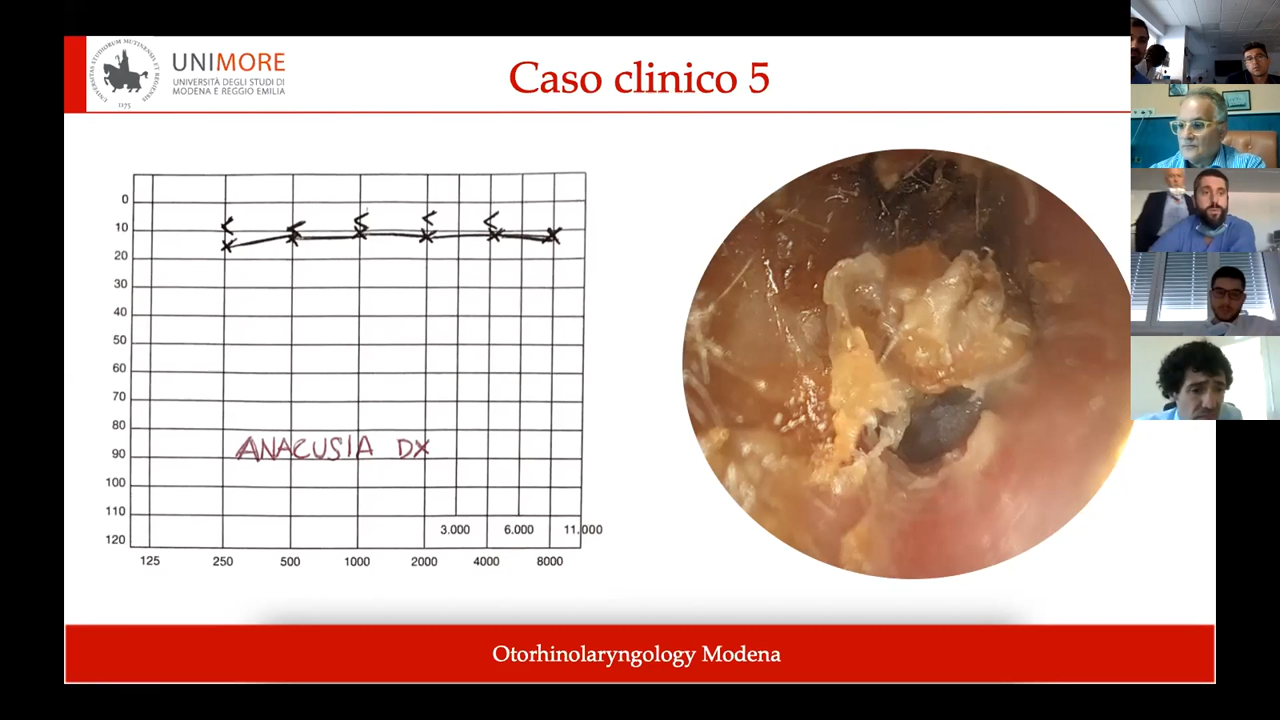 UNIMORE
UNIVERSITÀ DEGLI STUDI DI
MODENA E REGGIO EMILIA
1175
Caso clinico 5
0
10
20
30
40
50
60
70
80
90
100
110
120
ANACUSIA DX
3.000 6.000 11.000
125 250 500 1000 2000 4000 8000
Otorhinolaryngology Modena